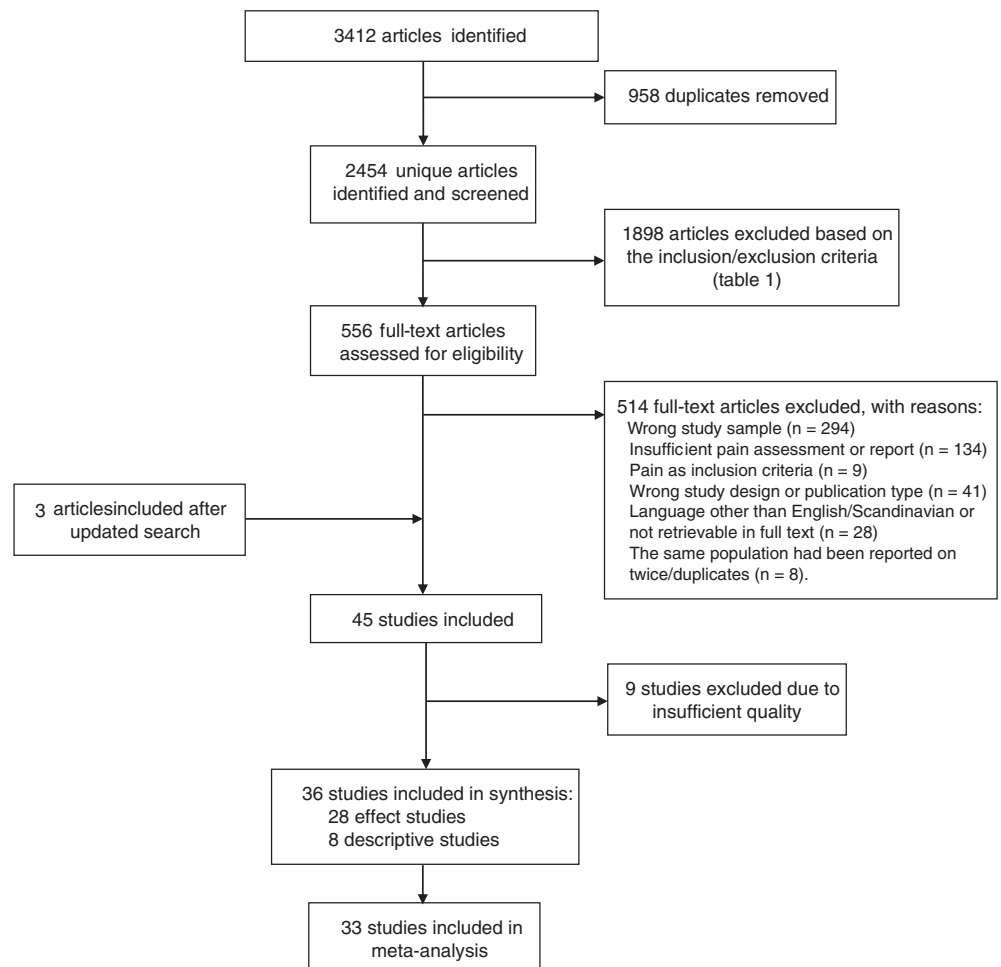 3412 articles identified
958 duplicates removed
2454 unique articles
identified and screened
1898 articles excluded based on
the inclusion/exclusion criteria
(table 1)
556 full-text articles
assessed for eligibility
514 full-text articles excluded, with reasons:
Wrong study sample (n = 294)
Insufficient pain assessment or report (n = 134)
Pain as inclusion criteria (n = 9)
Wrong study design or publication type (n = 41)
Language other than English/Scandinavian or
not retrievable in full text (n = 28)
The same population had been reported on
twice/duplicates (n = 8).
3 articlesincluded after
updated search
45 studies included
9 studies excluded due to
insufficient quality
36 studies included in synthesis:
28 effect studies
8 descriptive studies
33 studies included in
meta-analysis